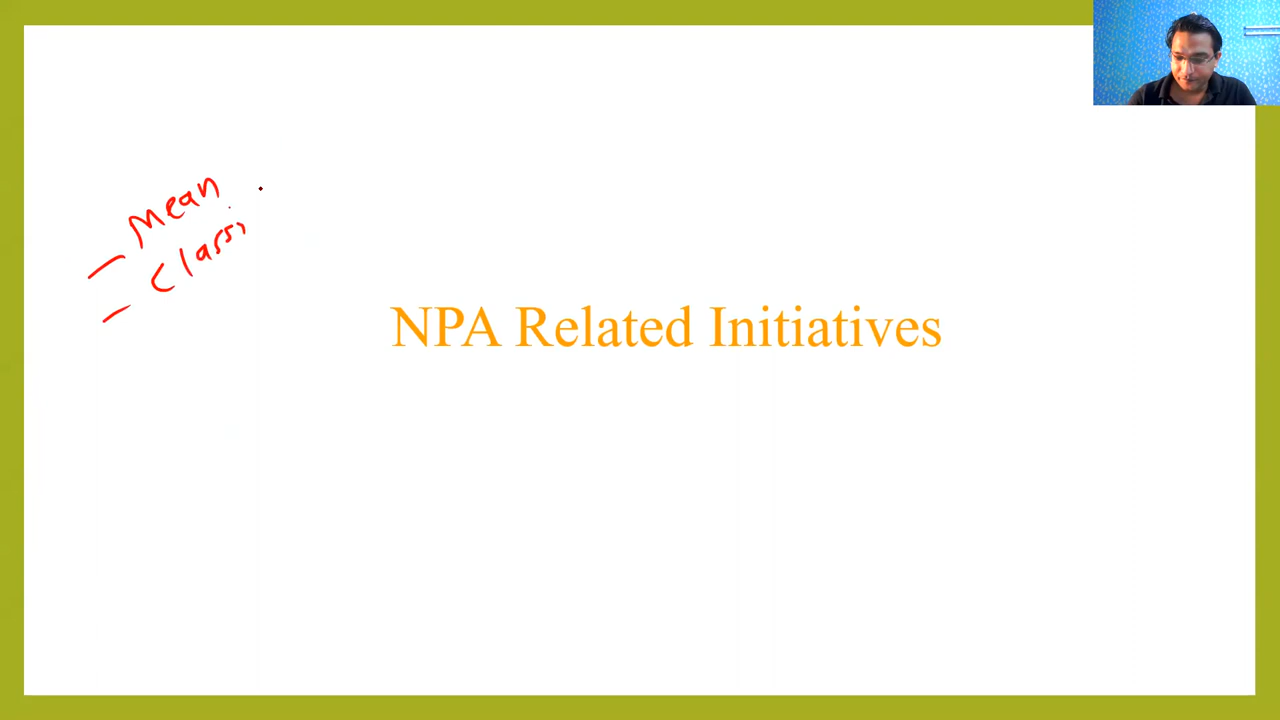 – Mean
– Class
NPA Related Initiatives